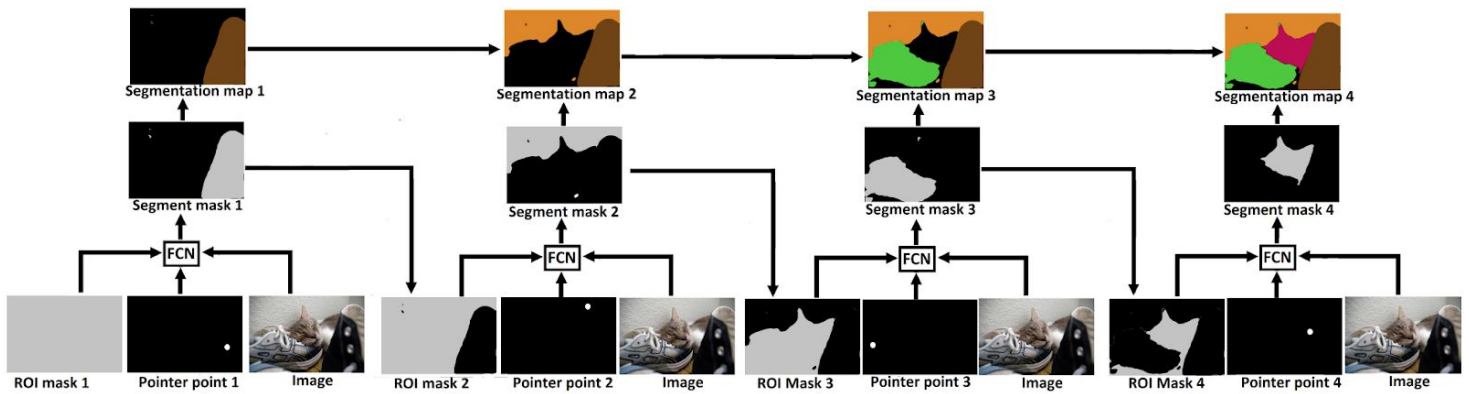 Segmentation map 1
Segmentation map 2
Segmentation map 3
Segmentation map 4
Segment mask 1
Segment mask 2
Segment mask 3
Segment mask 4
FCN
FCN
FCN
FCN
ROI mask 1
Pointer point 1
Image
ROI mask 2
Pointer point 2
Image
ROI Mask 3
Pointer point 3
Image
ROI Mask 4
Pointer point 4
Image